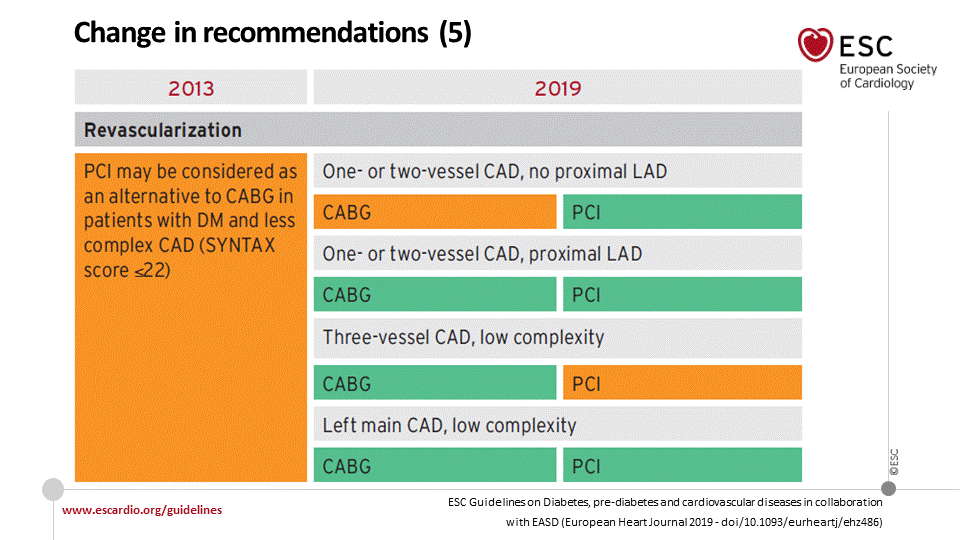 Change in recommendations (5)
ESC
European Society
of Cardiology
2013
2019
Revascularization
PCI may be considered as
an alternative to CABG in
patients with DM and less
complex CAD (SYNTAX
score ≤22)
One- or two-vessel CAD, no proximal LAD
CABG
PCI
One- or two-vessel CAD, proximal LAD
CABG
PCI
Three-vessel CAD, low complexity
CABG
PCI
Left main CAD, low complexity
CABG
PCI
©ESC
www.escardio.org/guidelines
ESC Guidelines on Diabetes, pre-diabetes and cardiovascular diseases in collaboration
with EASD (European Heart Journal 2019 - doi/10.1093/eurheartj/ehz486)